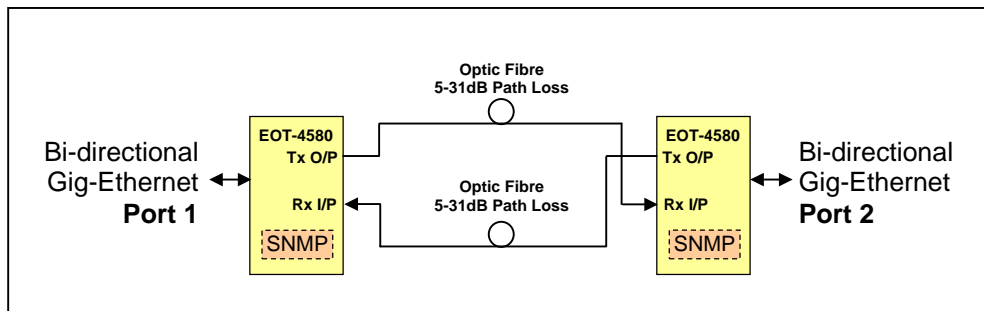 Optic Fibre
5-31dB Path Loss
Bi-directional
Gig-Ethernet
Port 1
EOT-4580
Tx O/P
Rx I/P
SNMP
Optic Fibre
5-31dB Path Loss
EOT-4580
Tx O/P
Rx I/P
SNMP
Bi-directional
Gig-Ethernet
Port 2